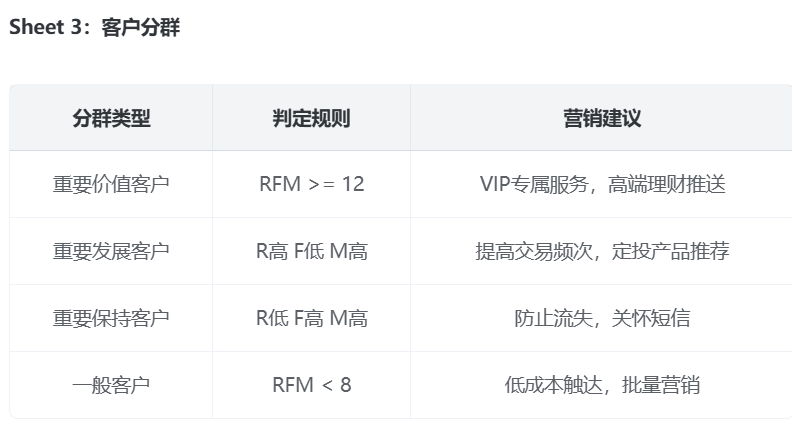 Sheet 3：客户分群
分群类型 判定规则 营销建议
重要价值客户 RFM >= 12 VIP专属服务，高端理财推送
重要发展客户 R高 F低 M高 提高交易频次，定投产品推荐
重要保持客户 R低 F高 M高 防止流失，关怀短信
一般客户 RFM < 8 低成本触达，批量营销